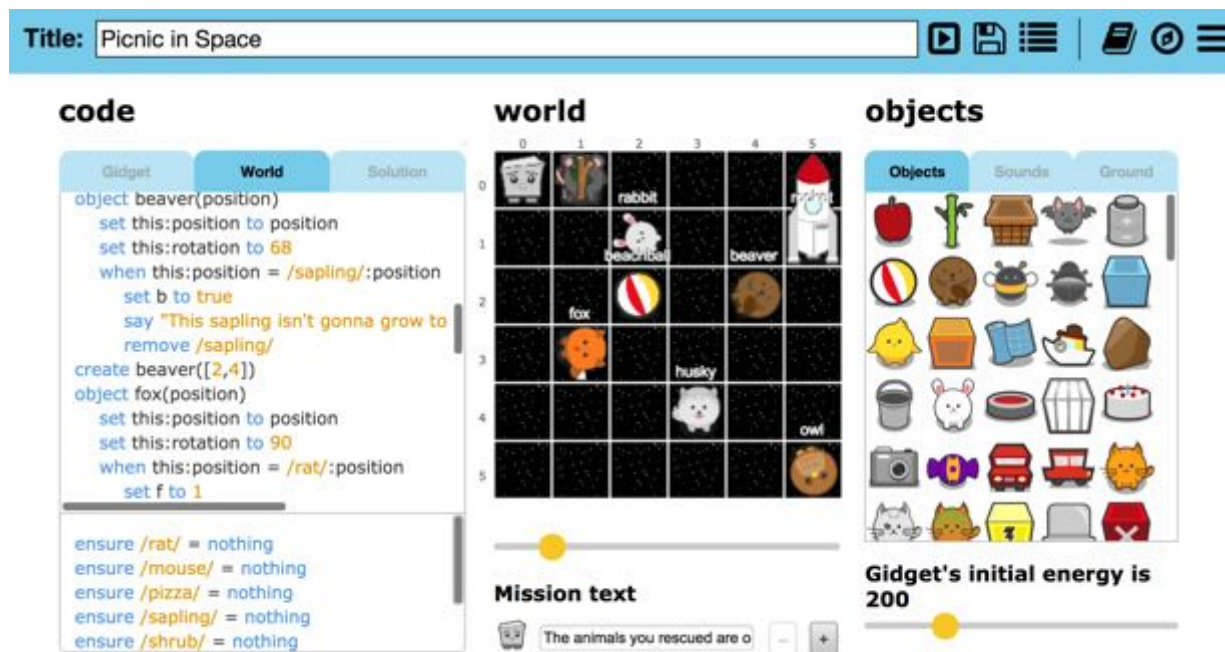 Title: Picnic in Space
code
world
objects
Gidget World Solution
object beaver(position)
set this:position to position
set this:rotation to 68
when this:position = /sapling/:position
set b to true
say "This sapling isn't gonna grow to
remove /sapling/
create beaver([2,4])
object fox(position)
set this:position to position
set this:rotation to 90
when this:position = /rat/:position
set f to 1
ensure /rat/ = nothing
ensure /mouse/ = nothing
ensure /pizza/ = nothing
ensure /sapling/ = nothing
ensure /shrub/ = nothing
0 1 2 3 4 5
0
rabbit
1
beachball
beaver
2
fox
3
husky
4
owl
5
Mission text
The animals you rescued are o
Objects Sounds Ground
Gidget's initial energy is
200